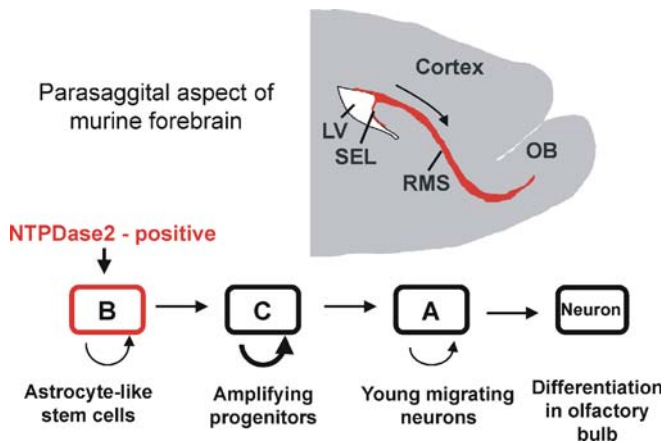 Parasaggital aspect of
murine forebrain
Cortex
LV
SEL
RMS
OB
NTPDase2 - positive
B
C
A
Neuron
Astrocyte-like
stem cells
Amplifying
progenitors
Young migrating
neurons
Differentiation
in olfactory
bulb